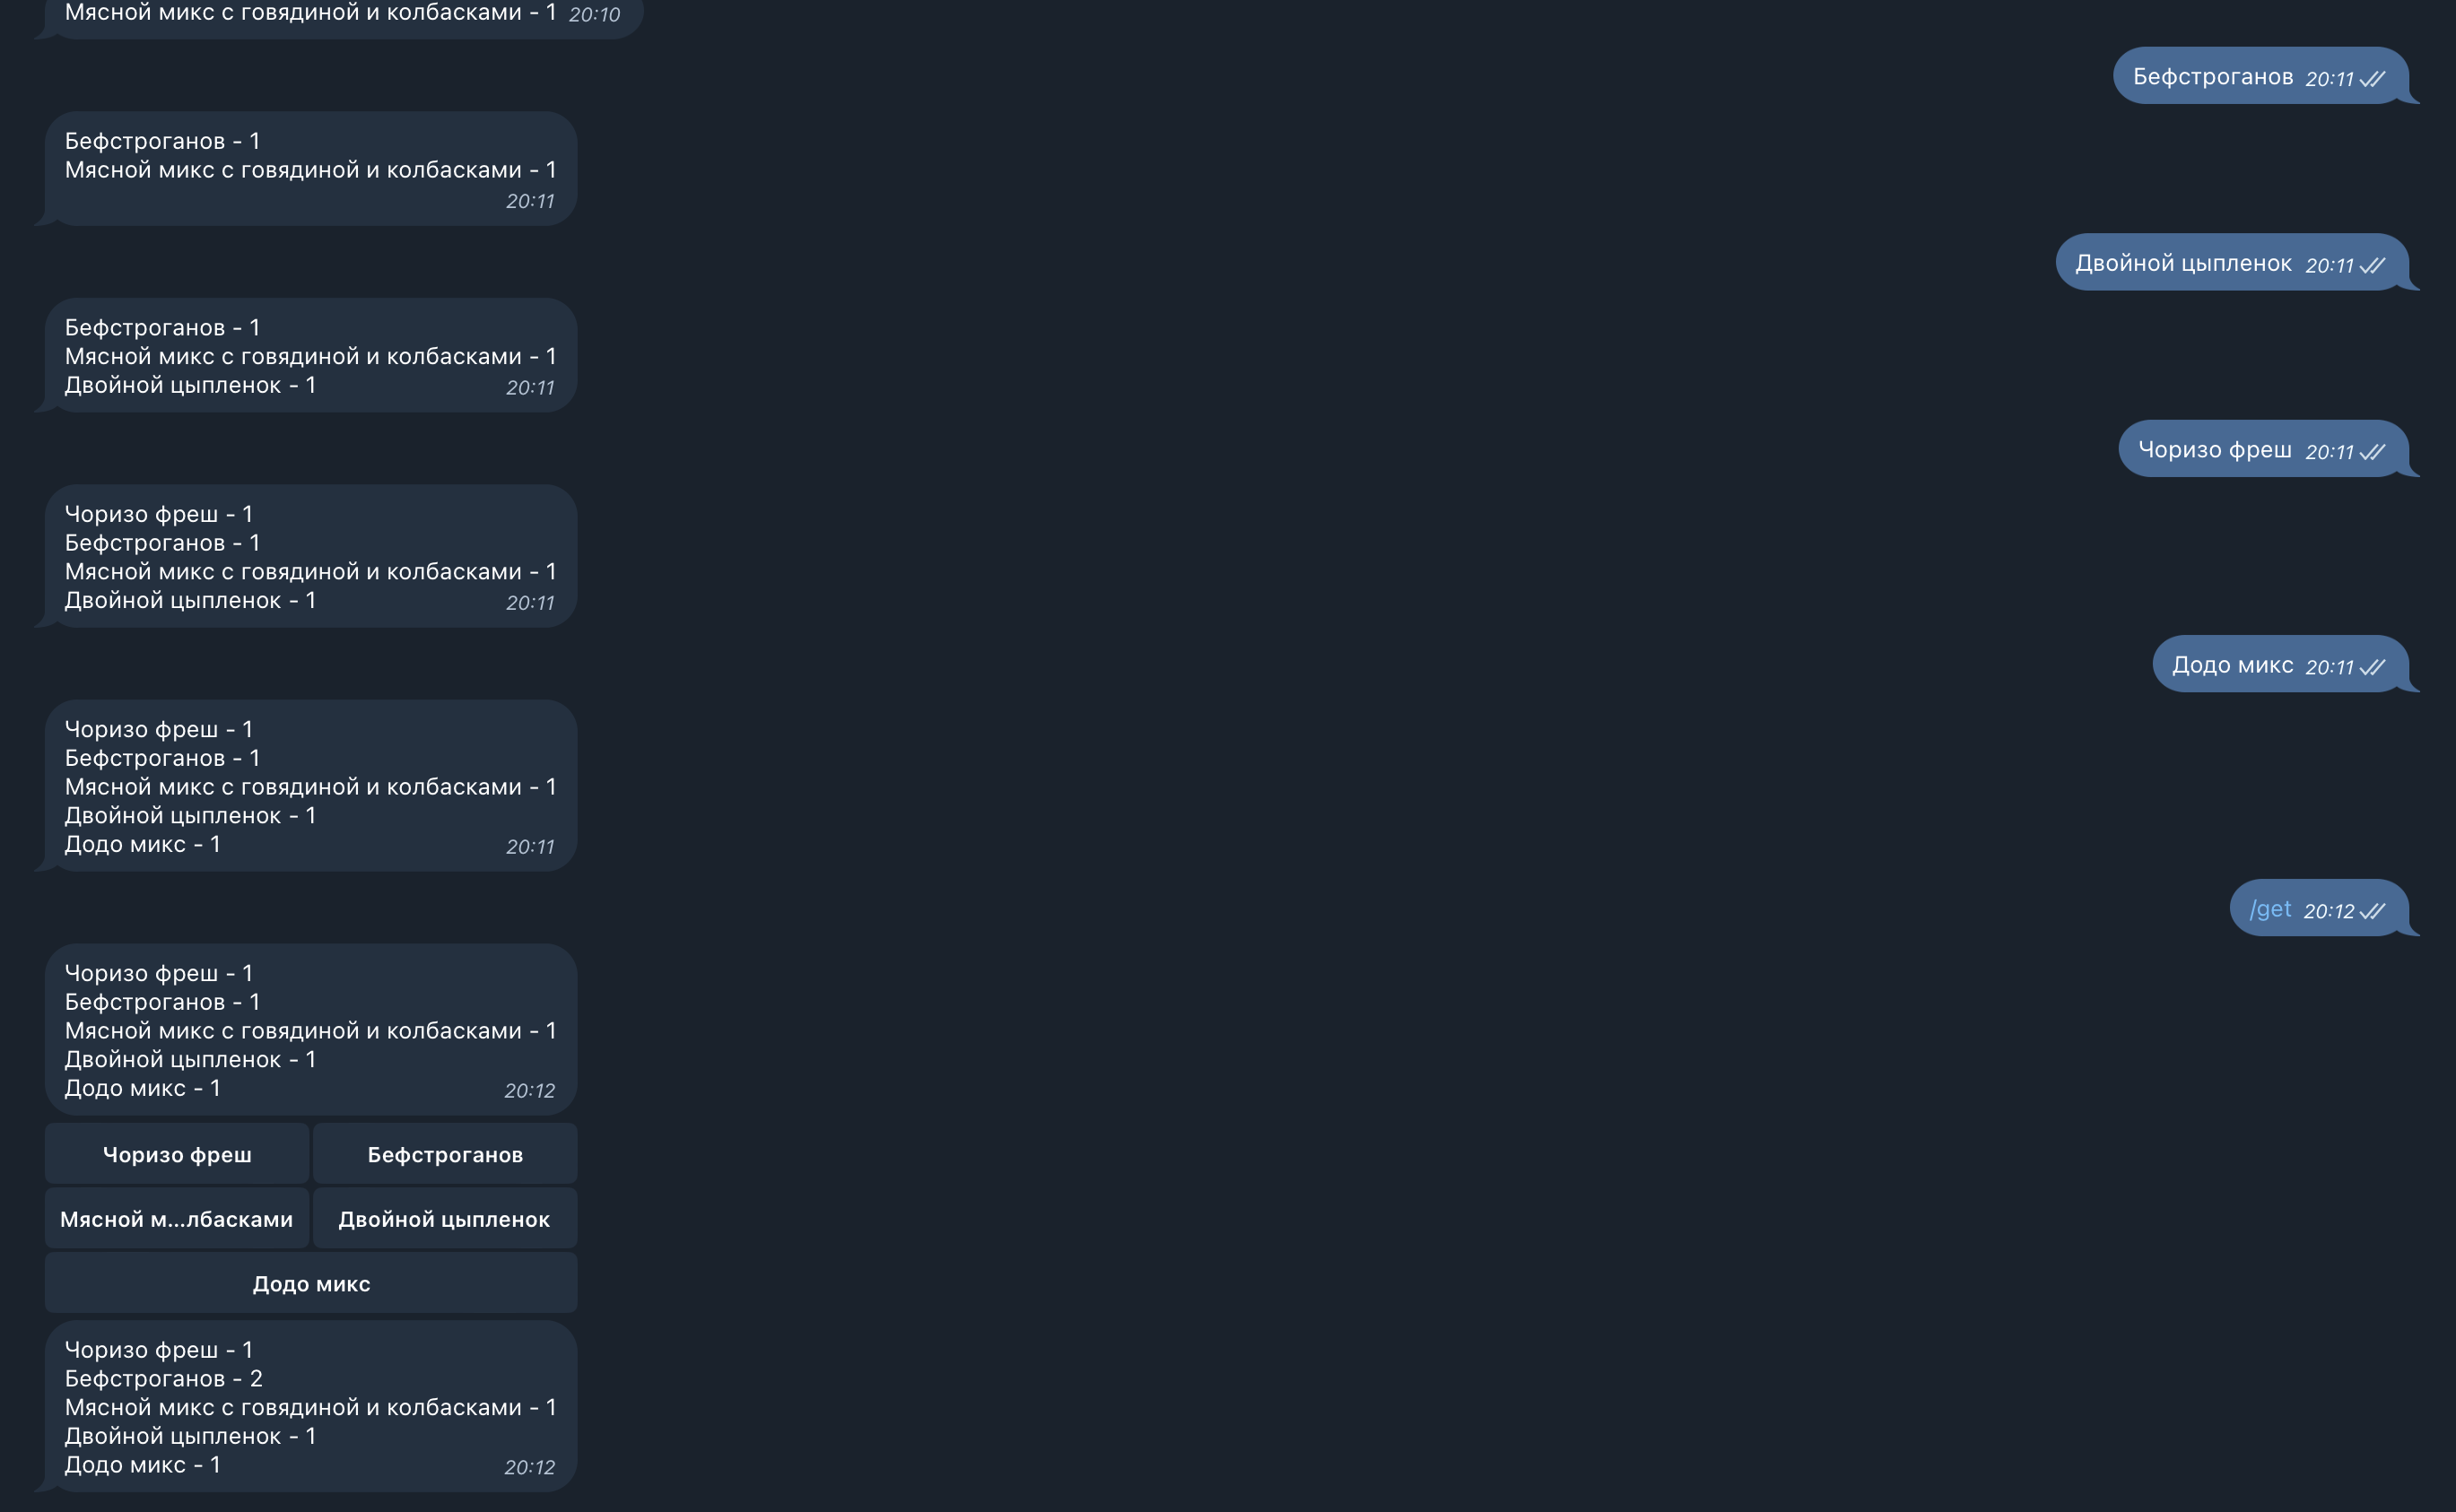 Мясной микс с говядиной и колбасками - 1 20:10
Бефстроганов 20:11
Бефстроганов - 1
Мясной микс с говядиной и колбасками - 1
20:11
Двойной цыпленок 20:11
Бефстроганов - 1
Мясной микс с говядиной и колбасками - 1
Двойной цыпленок - 1 20:11
Чоризо фреш 20:11
Чоризо фреш - 1
Бефстроганов - 1
Мясной микс с говядиной и колбасками - 1
Двойной цыпленок - 1 20:11
Додо микс 20:11
Чоризо фреш - 1
Бефстроганов - 1
Мясной микс с говядиной и колбасками - 1
Двойной цыпленок - 1
Додо микс - 1 20:11
/get 20:12
Чоризо фреш - 1
Бефстроганов - 1
Мясной микс с говядиной и колбасками - 1
Двойной цыпленок - 1
Додо микс - 1 20:12
Чоризо фреш Бефстроганов
Мясной м...лбасками Двойной цыпленок
Додо микс
Чоризо фреш - 1
Бефстроганов - 2
Мясной микс с говядиной и колбасками - 1
Двойной цыпленок - 1
Додо микс - 1 20:12